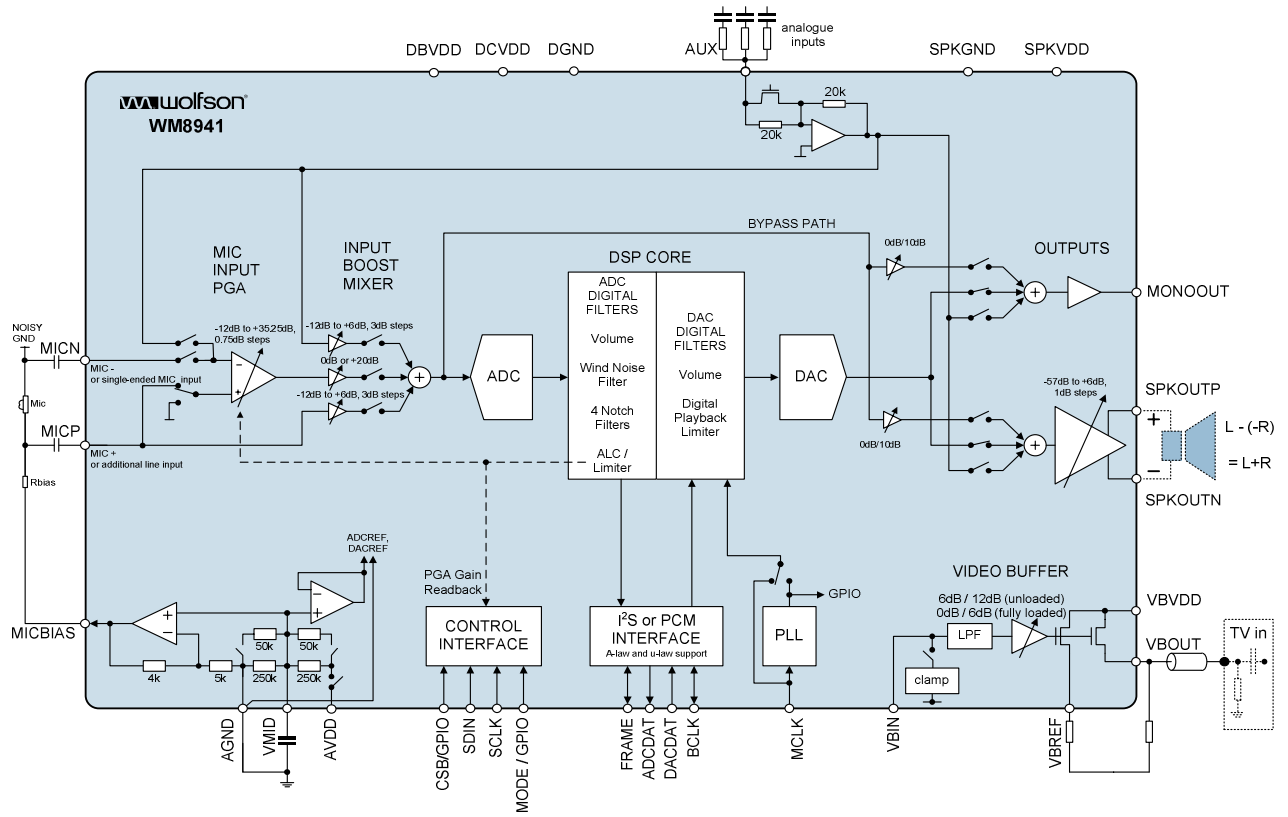 analogue
inputs
AUX
DBVDD
DCVDD
DGND
SPKGND
SPKVDD
wolfson®
WM8941
20k
20k
BYPASS PATH
MIC
INPUT
PGA
INPUT
BOOST
MIXER
DSP CORE
0dB/10dB
OUTPUTS
MONOOUT
ADC
DIGITAL
FILTERS
Volume
Wind Noise
Filter
4 Notch
Filters
ALC /
Limiter
DAC
DIGITAL
FILTERS
Volume
Digital
Playback
Limiter
NOISY
GND
MICN
MIC -
or single-ended MIC input
-12dB to +35.25dB,
0.75dB steps
-
+
-12dB to +6dB, 3dB steps
0dB or +20dB
-12dB to +6dB, 3dB steps
+
ADC
DAC
+
-57dB to +6dB,
1dB steps
SPKOUTP
+
-
L - (-R)
= L+R
SPKOUTN
0dB/10dB
+
Mic
MICP
MIC +
or additional line input
Rbias
ADCREF,
DACREF
PGA Gain
Readback
MICBIAS
+
-
-
+
50k
50k
4k
5k
250k
250k
CONTROL
INTERFACE
I²S or PCM
INTERFACE
A-law and u-law support
PLL
GPIO
VIDEO BUFFER
6dB / 12dB (unloaded)
0dB / 6dB (fully loaded)
LPF
clamp
VBVDD
VBOUT
TV in
AGND
VMID
AVDD
CSB/GPIO
SDIN
SCLK
MODE / GPIO
FRAME
ADCDAT
DACDAT
BCLK
MCLK
VBIN
VBREF